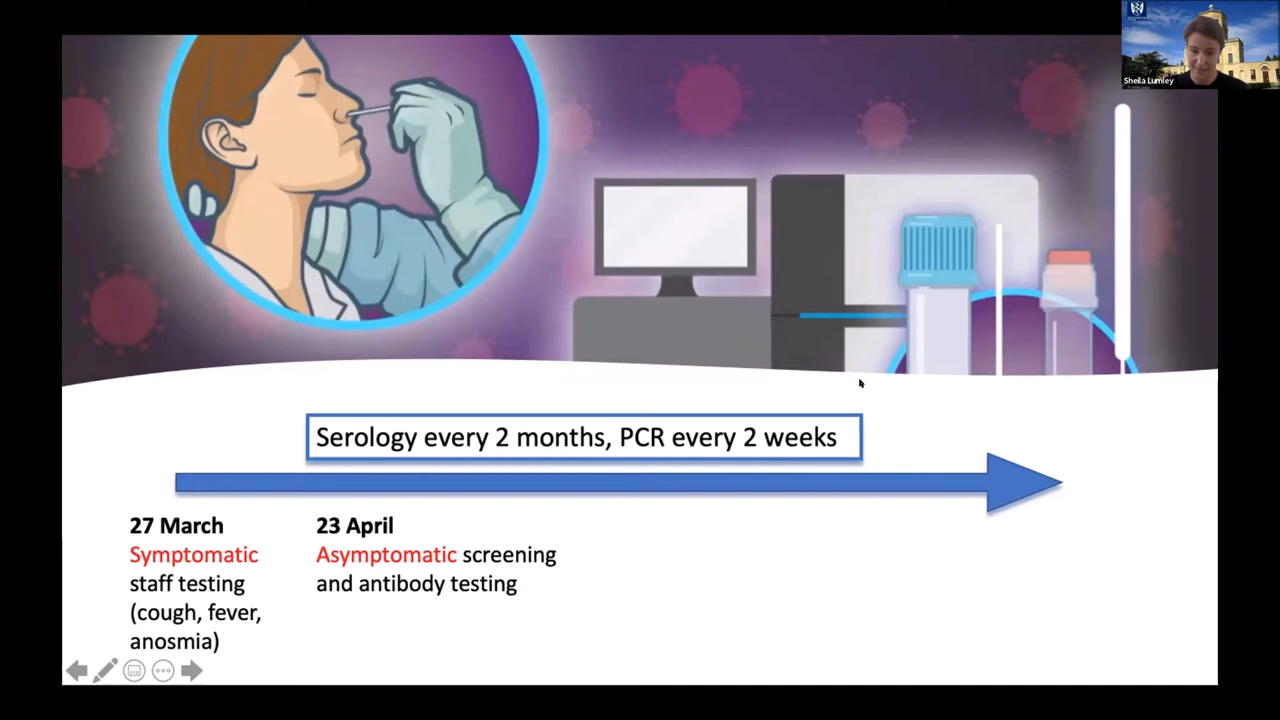 Sheila Lumley
Serology every 2 months, PCR every 2 weeks
27 March
Symptomatic
staff testing
(cough, fever,
anosmia)
23 April
Asymptomatic screening
and antibody testing